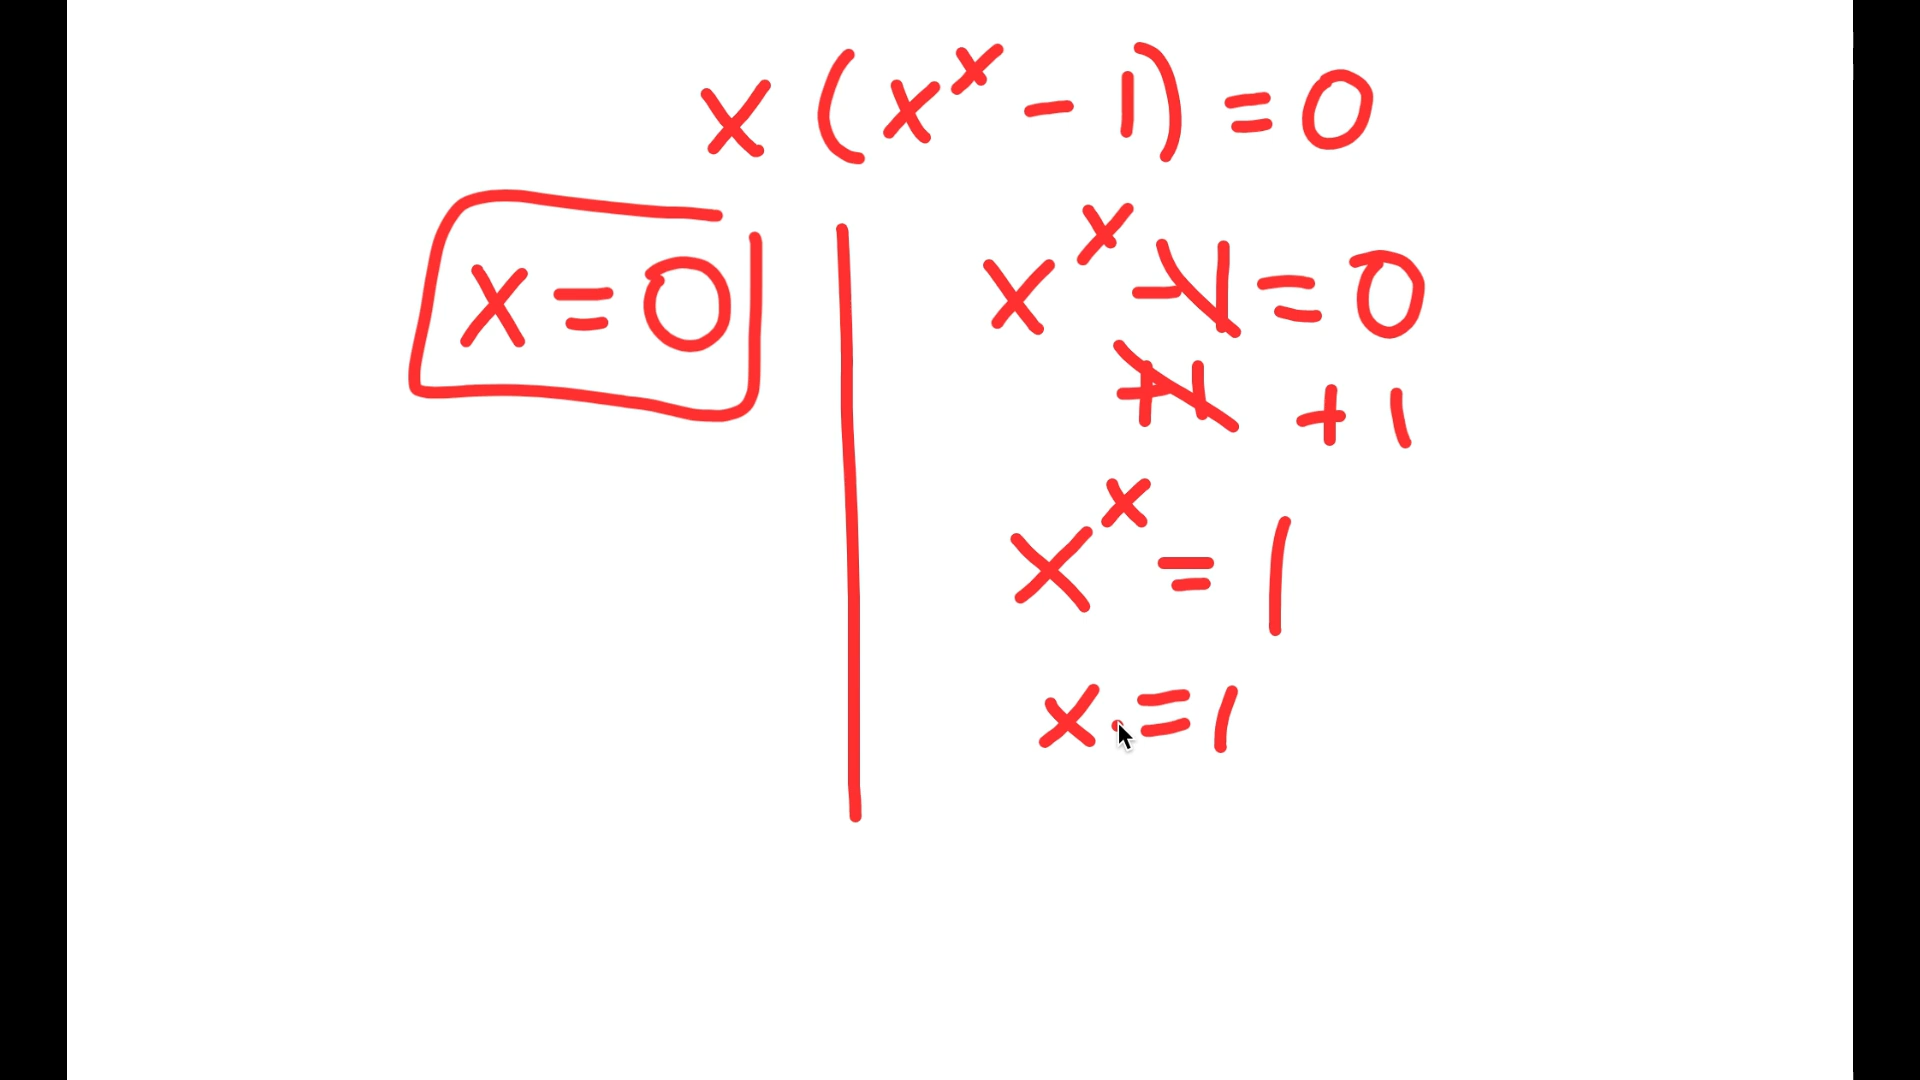 x (x^x - 1) = 0
x = 0
x^x - 1 = 0
+1 +1
x^x = 1
x = 1